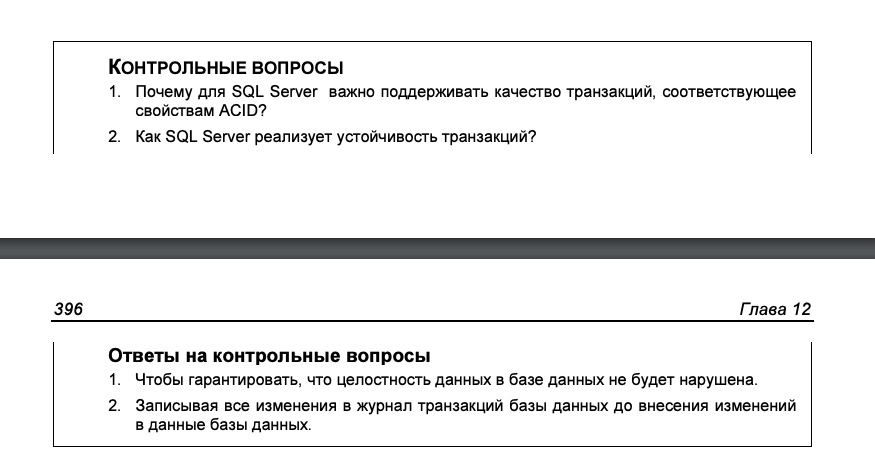 КОНТРОЛЬНЫЕ ВОПРОСЫ
1. Почему для SQL Server важно поддерживать качество транзакций, соответствующее
свойствам ACID?
2. Как SQL Server реализует устойчивость транзакций?
396 Глава 12
Ответы на контрольные вопросы
1. Чтобы гарантировать, что целостность данных в базе данных не будет нарушена.
2. Записывая все изменения в журнал транзакций базы данных до внесения изменений
в данные базы данных.